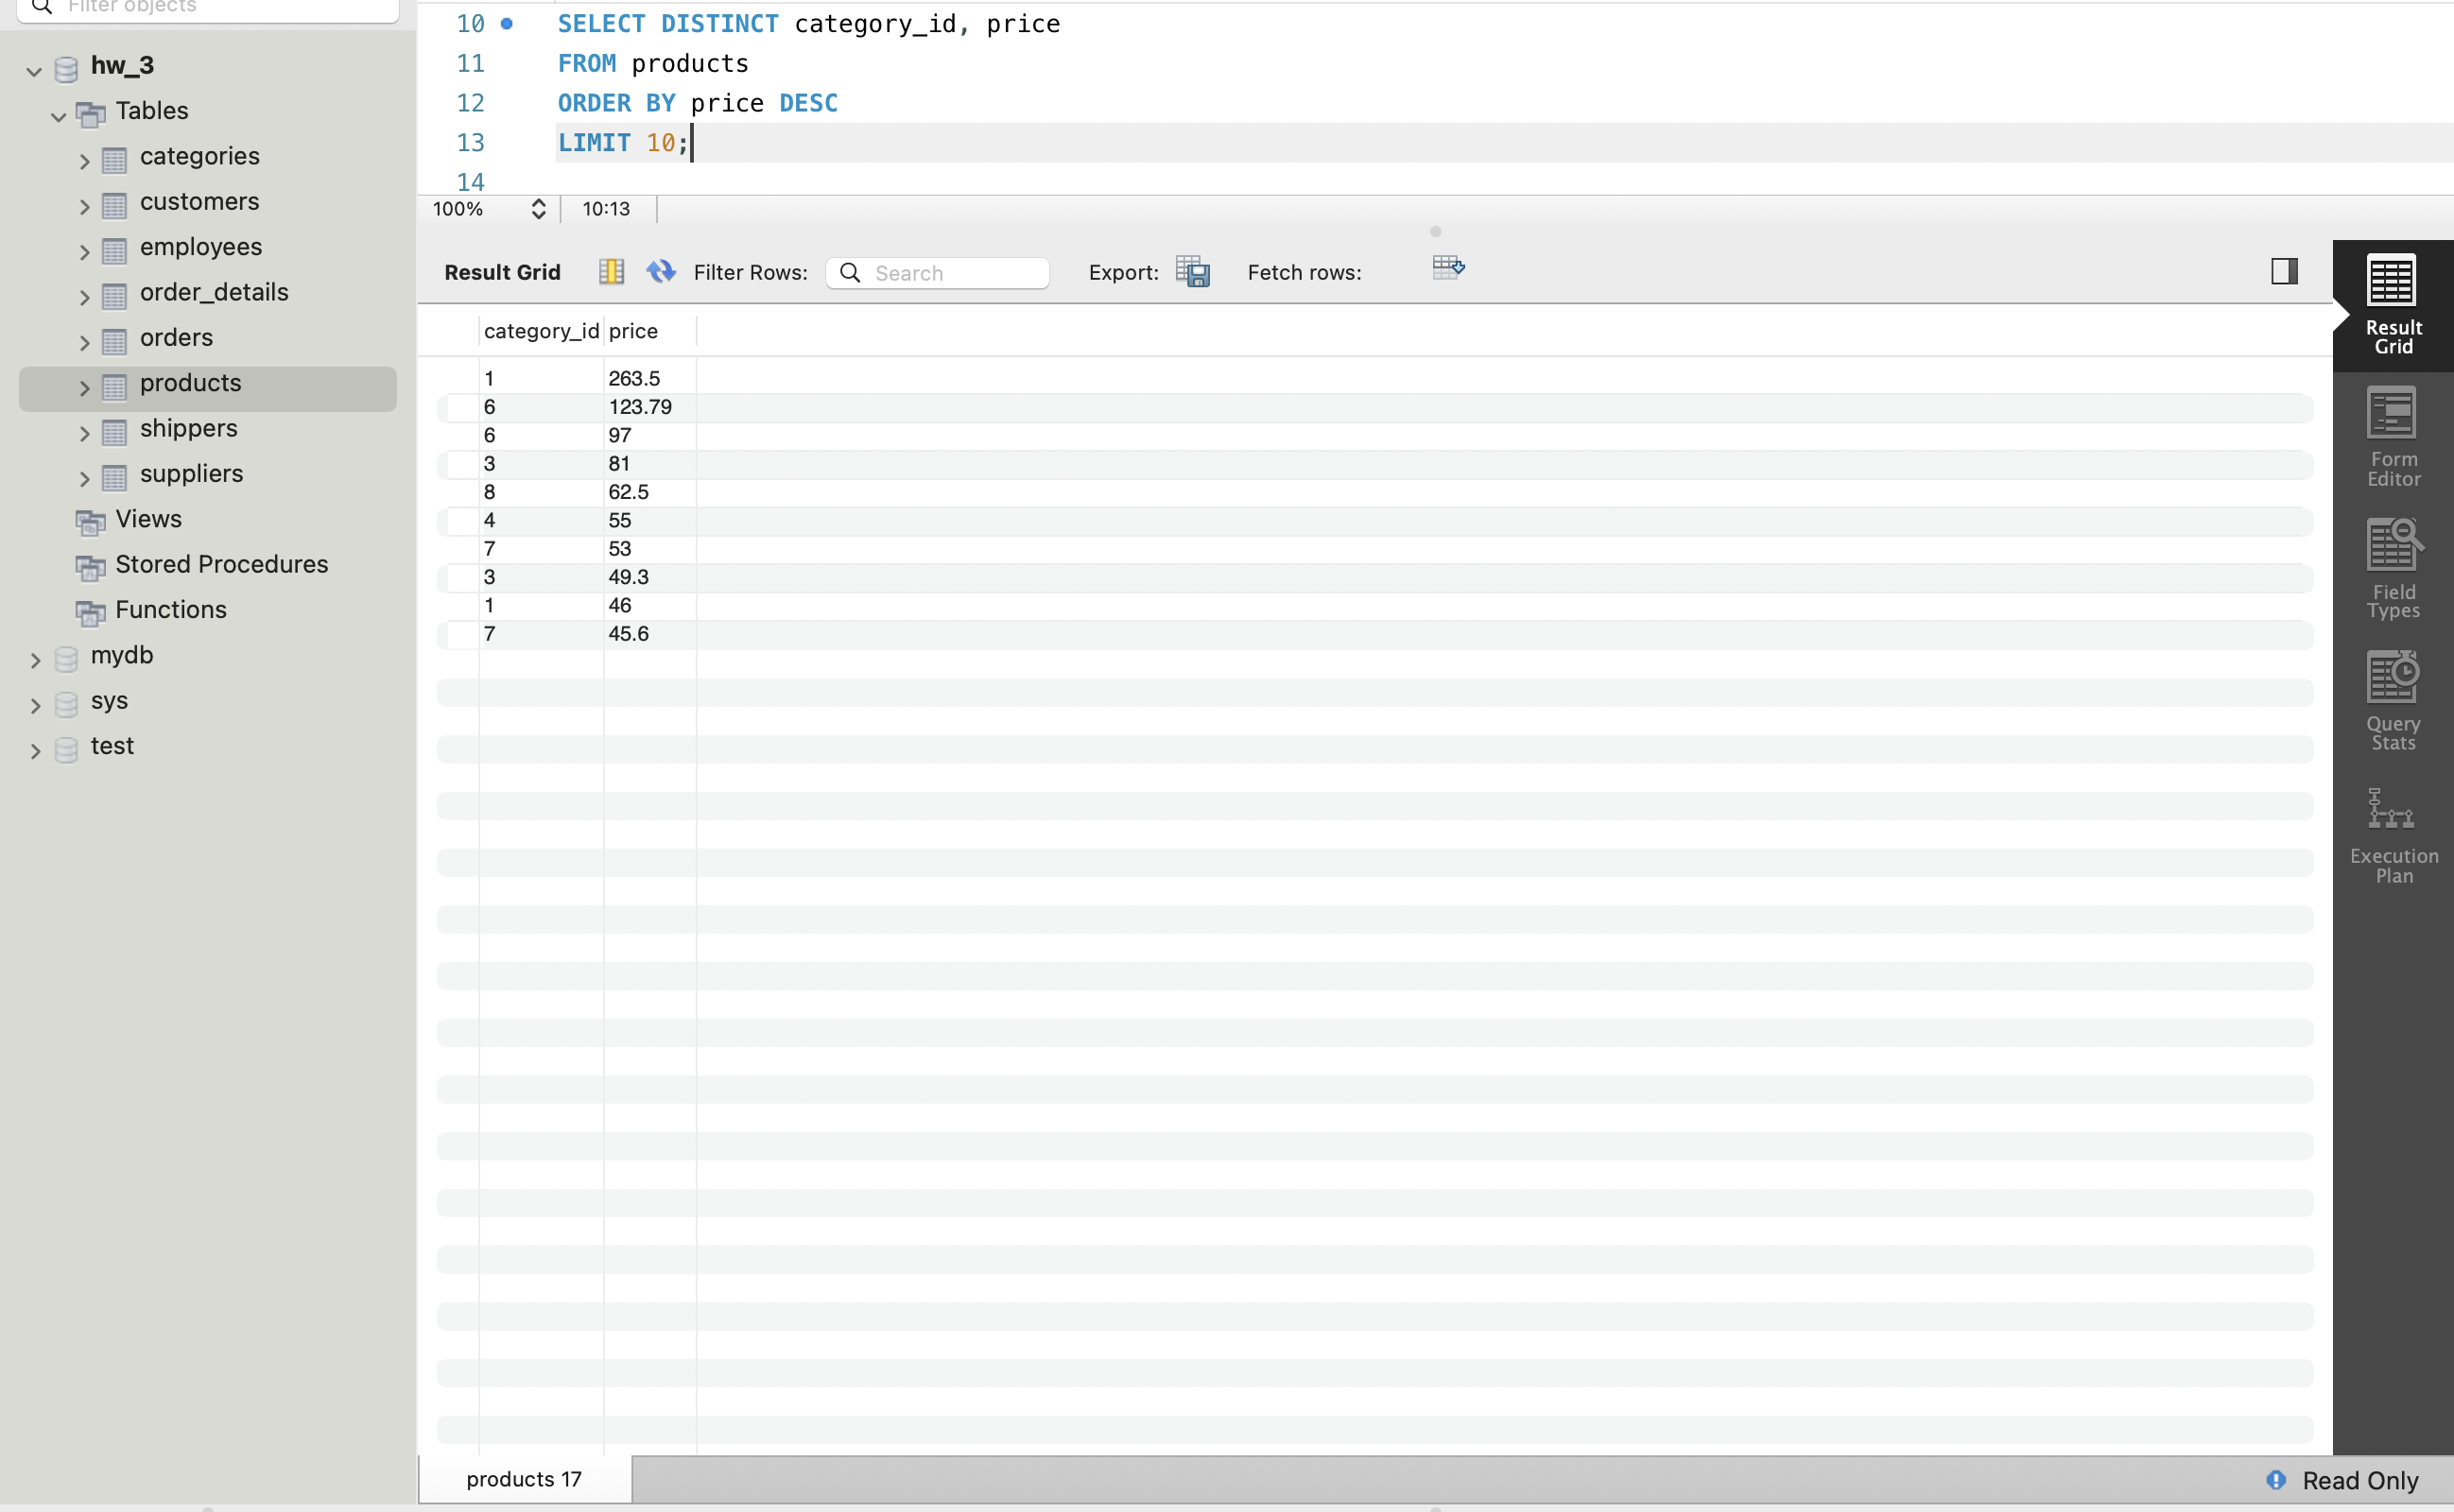 Filter objects
hw_3
Tables
categories
customers
employees
order_details
orders
products
shippers
suppliers
Views
Stored Procedures
Functions
mydb
sys
test
10 SELECT DISTINCT category_id, price
11 FROM products
12 ORDER BY price DESC
13 LIMIT 10;
14
100% 10:13
Result Grid Filter Rows: Search Export: Fetch rows:
category_id price
1 263.5
6 123.79
6 97
3 81
8 62.5
4 55
7 53
3 49.3
1 46
7 45.6
Result
Grid
Form
Editor
Field
Types
Query
Stats
Execution
Plan
products 17
Read Only